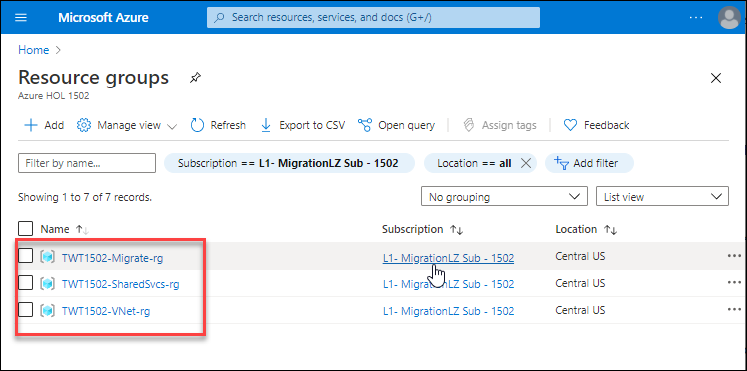 Microsoft Azure
Search resources, services, and docs (G+/)
Home
Resource groups
Azure HOL 1502
Add Manage view Refresh Export to CSV Open query Assign tags Feedback
Filter by name... Subscription == L1- MigrationLZ Sub - 1502 Location == all Add filter
Showing 1 to 7 of 7 records. No grouping List view
Name Subscription Location
TWT1502-Migrate-rg L1- MigrationLZ Sub - 1502 Central US
TWT1502-SharedSvcs-rg L1- MigrationLZ Sub - 1502 Central US
TWT1502-VNet-rg L1- MigrationLZ Sub - 1502 Central US